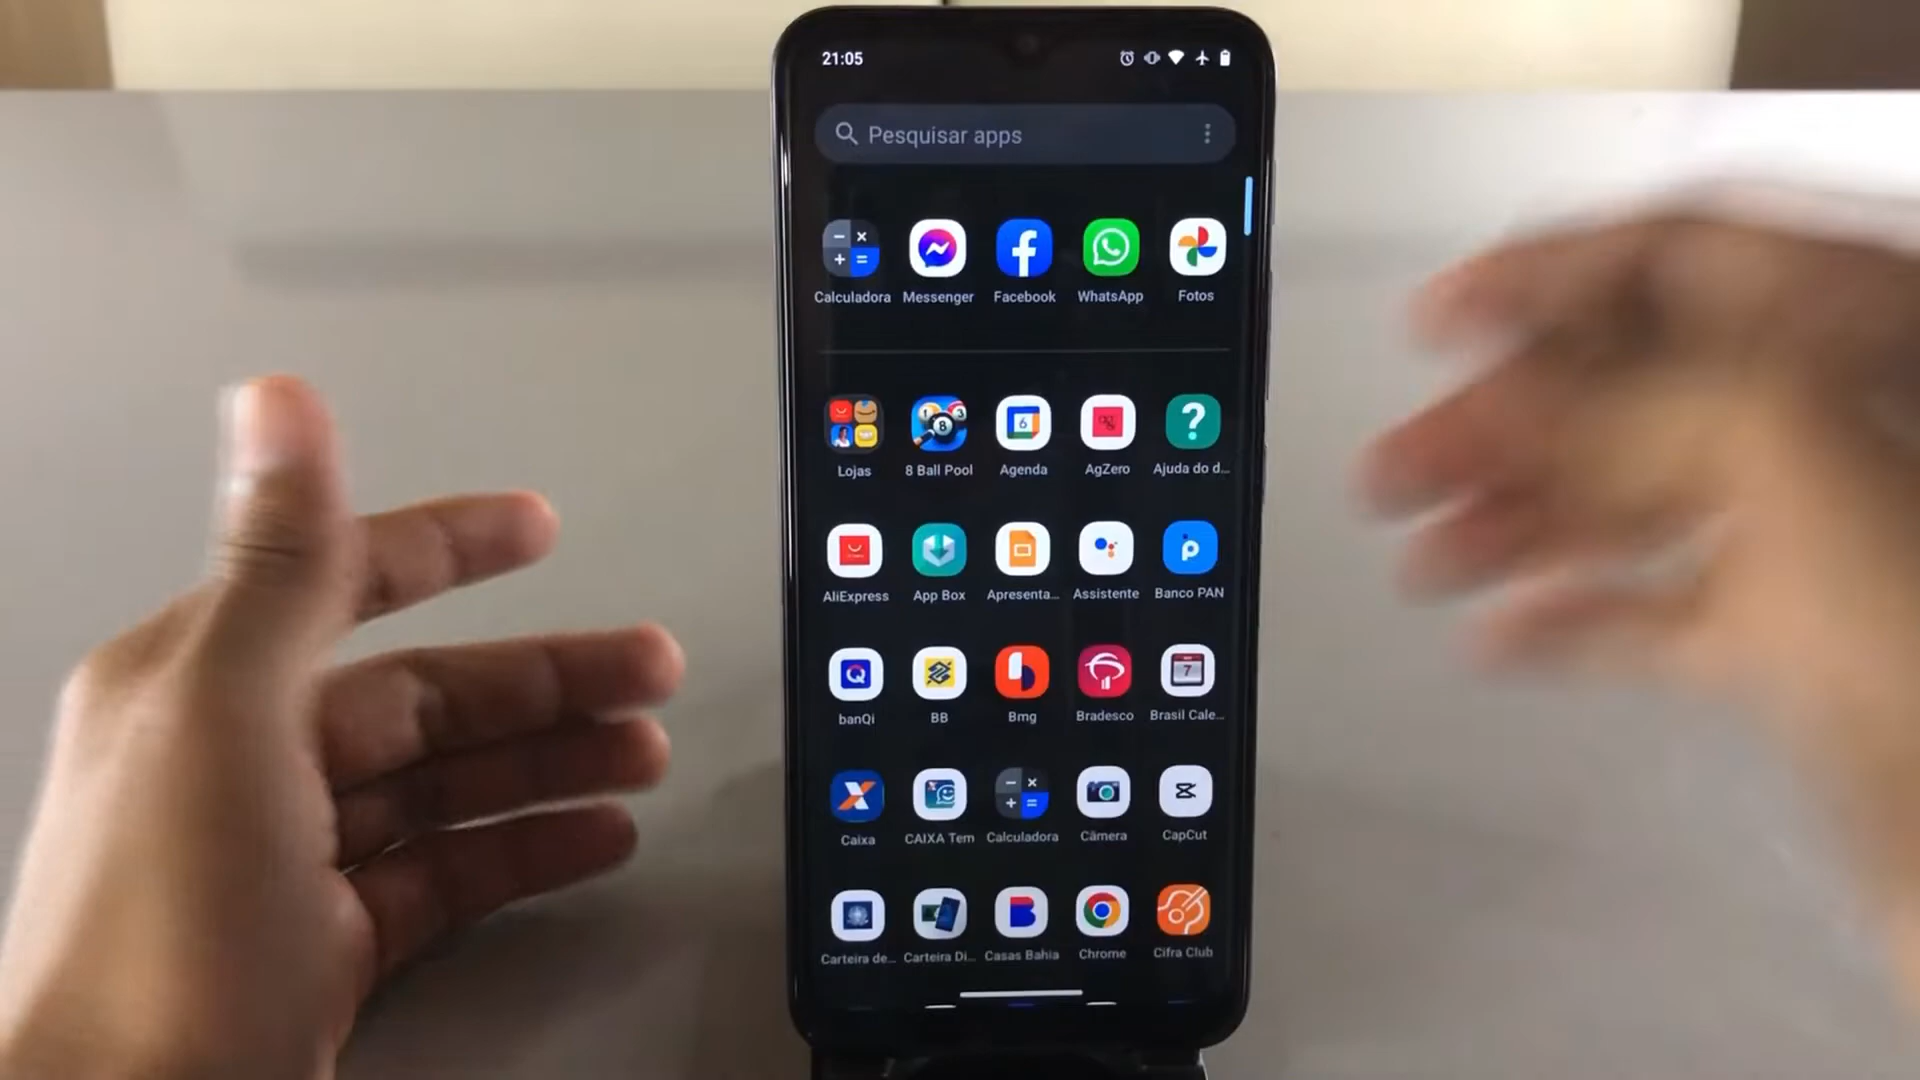 21:05
Pesquisar apps
Calculadora Messenger Facebook WhatsApp Fotos
Lojas 8 Ball Pool Agenda AgZero Ajuda do d...
AliExpress App Box Apresenta... Assistente Banco PAN
banQi BB Bmg Bradesco Brasil Cale...
Caixa CAIXA Tem Calculadora Câmera CapCut
Carteira de... Carteira Di... Casas Bahia Chrome Cifra Club